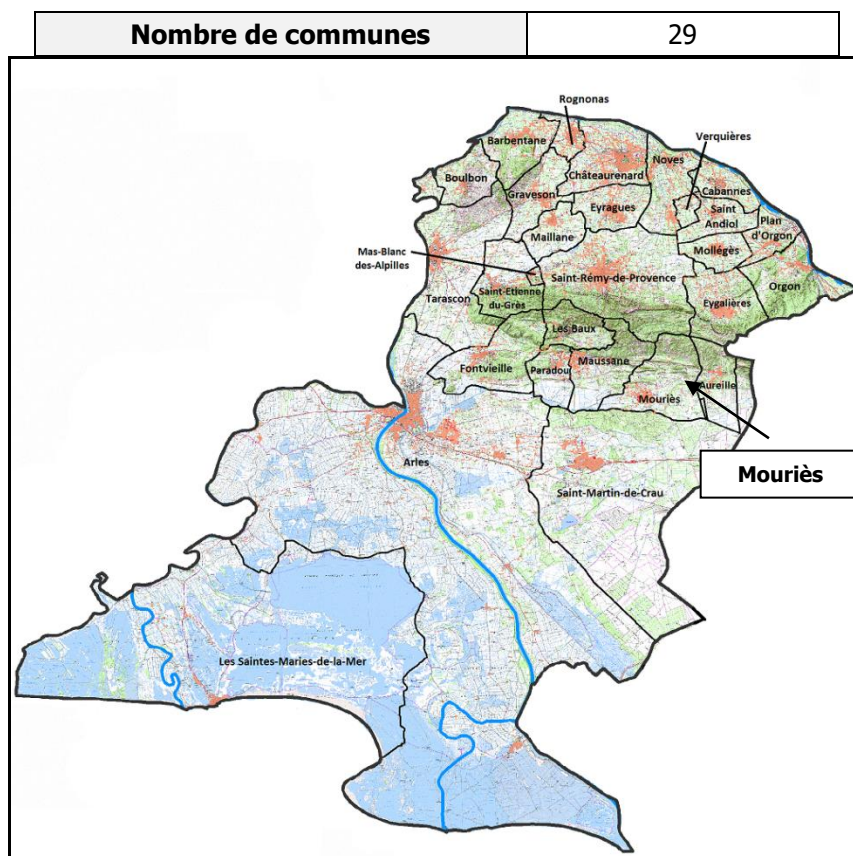 Nombre de communes 29
Rognonas
Verquières
Barbentane
Noves
Boulbon
Châteaurenard
Cabannes
Graveson
Eyragues
Saint
Andiol
Plan
d'Orgon
Maillane
Mollégès
Mas-Blanc
des-Alpilles
Saint-Rémy-de-Provence
Orgon
Tarascon
Saint-Etienne
du-Grès
Eygalières
Les Baux
Fontvieille
Paradou
Maussane
Aureille
Mouriès
Arles
Mouriès
Saint-Martin-de-Crau
Les Saintes-Maries-de-la-Mer